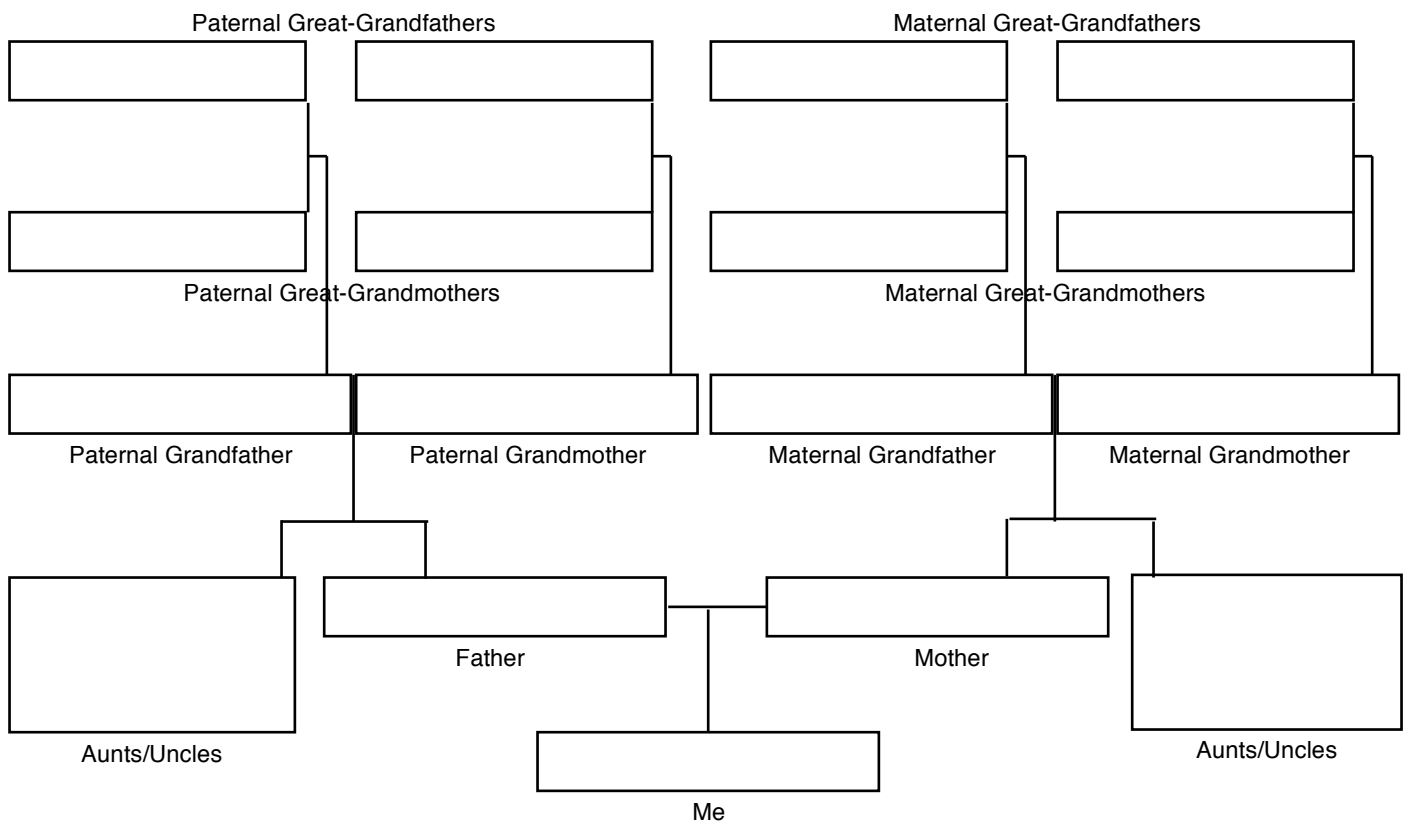 Paternal Great-Grandfathers
Maternal Great-Grandfathers
Paternal Great-Grandmothers
Maternal Great-Grandmothers
Paternal Grandfather
Paternal Grandmother
Maternal Grandfather
Maternal Grandmother
Father
Mother
Aunts/Uncles
Aunts/Uncles
Me